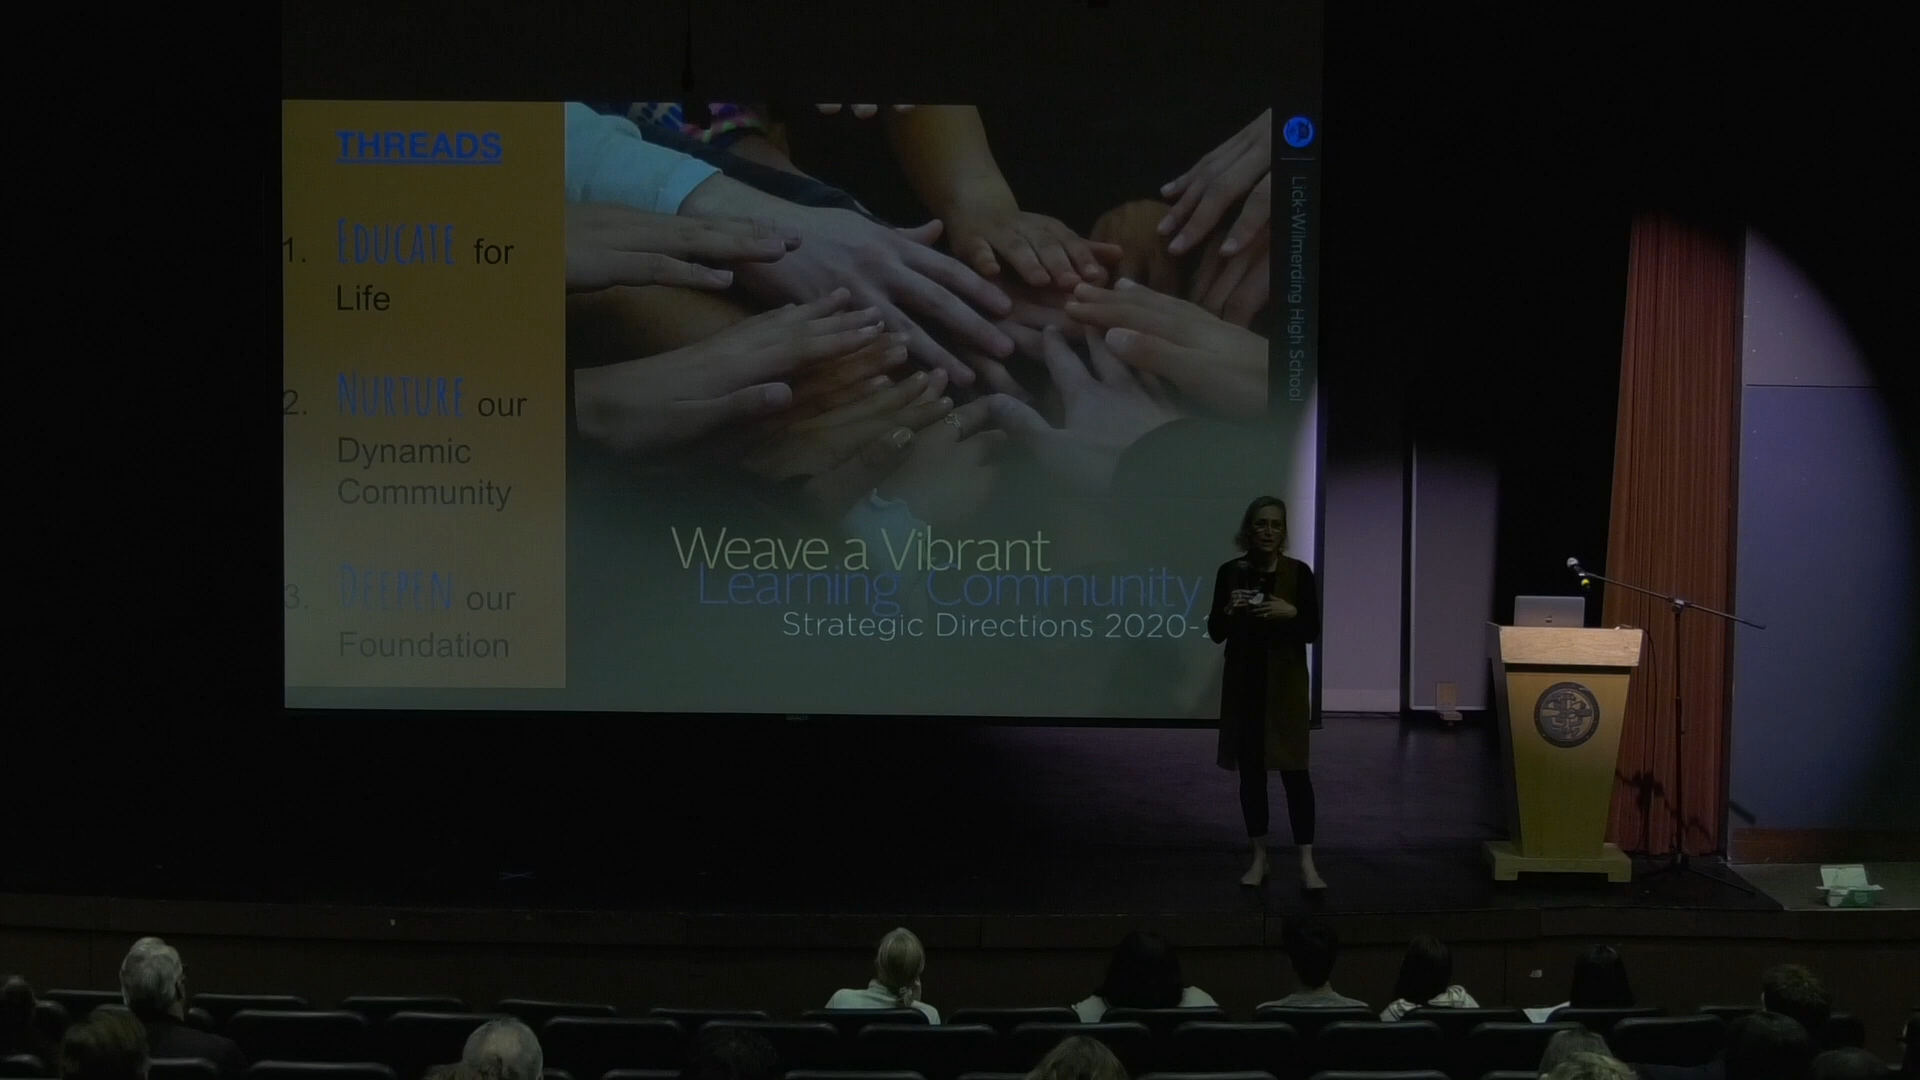 THREADS
1. EDUCATE for
Life
2. NURTURE our
Dynamic
Community
3. DEEPEN our
Foundation
Weave a Vibrant
Learning Community
Strategic Directions 2020-
Lick-Wilmerding High School